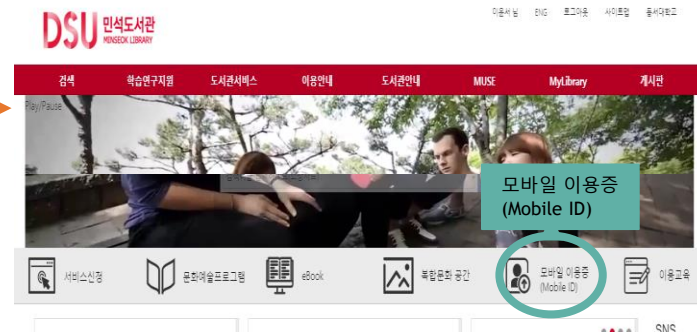 DSU 민석도서관
MINSEOK LIBRARY
이윤서 님 ENG 로그아웃 사이트맵 동서대학교
검색 학습연구지원 도서관서비스 이용안내 도서관안내 MUSE MyLibrary 게시판
Play/Pause
모바일 이용증
(Mobile ID)
서비스신청 문화예술프로그램 eBook 복합문화 공간 모바일 이용증 이용교육
(Mobile ID)
SNS